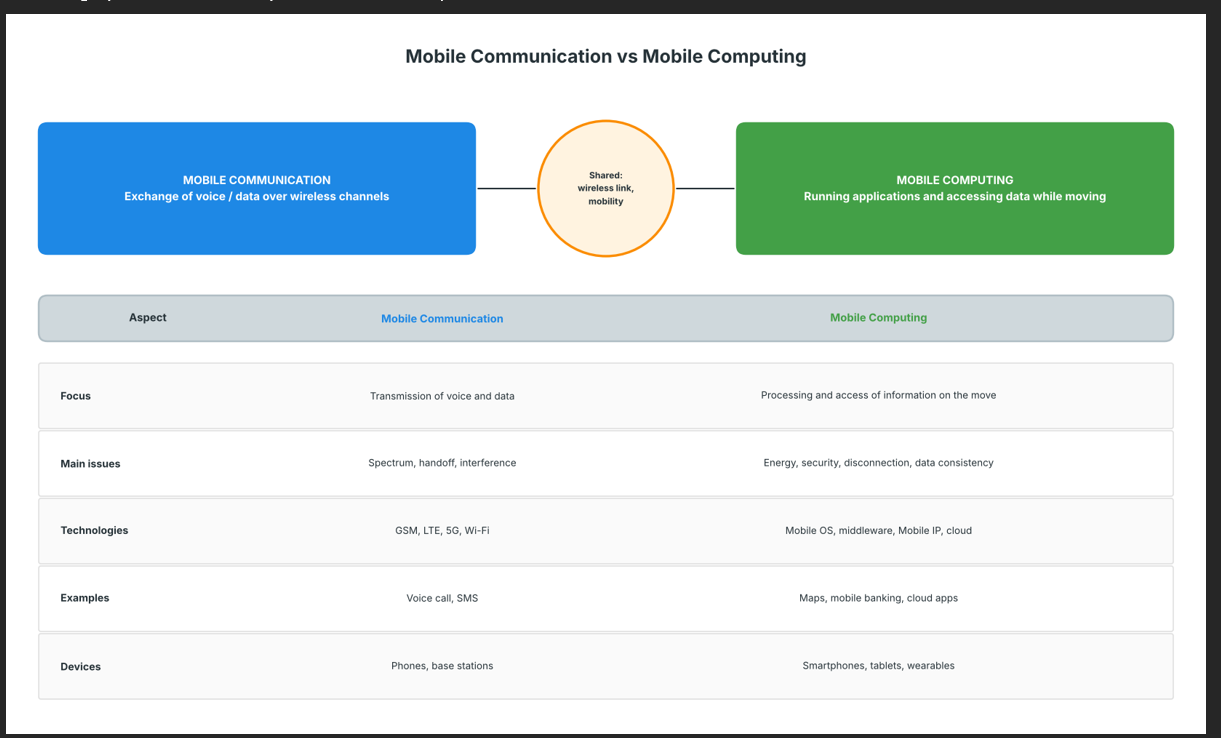 Mobile Communication vs Mobile Computing
MOBILE COMMUNICATION
Exchange of voice / data over wireless channels
Shared:
wireless link,
mobility
MOBILE COMPUTING
Running applications and accessing data while moving
Aspect Mobile Communication Mobile Computing
Focus Transmission of voice and data Processing and access of information on the move
Main issues Spectrum, handoff, interference Energy, security, disconnection, data consistency
Technologies GSM, LTE, 5G, Wi-Fi Mobile OS, middleware, Mobile IP, cloud
Examples Voice call, SMS Maps, mobile banking, cloud apps
Devices Phones, base stations Smartphones, tablets, wearables